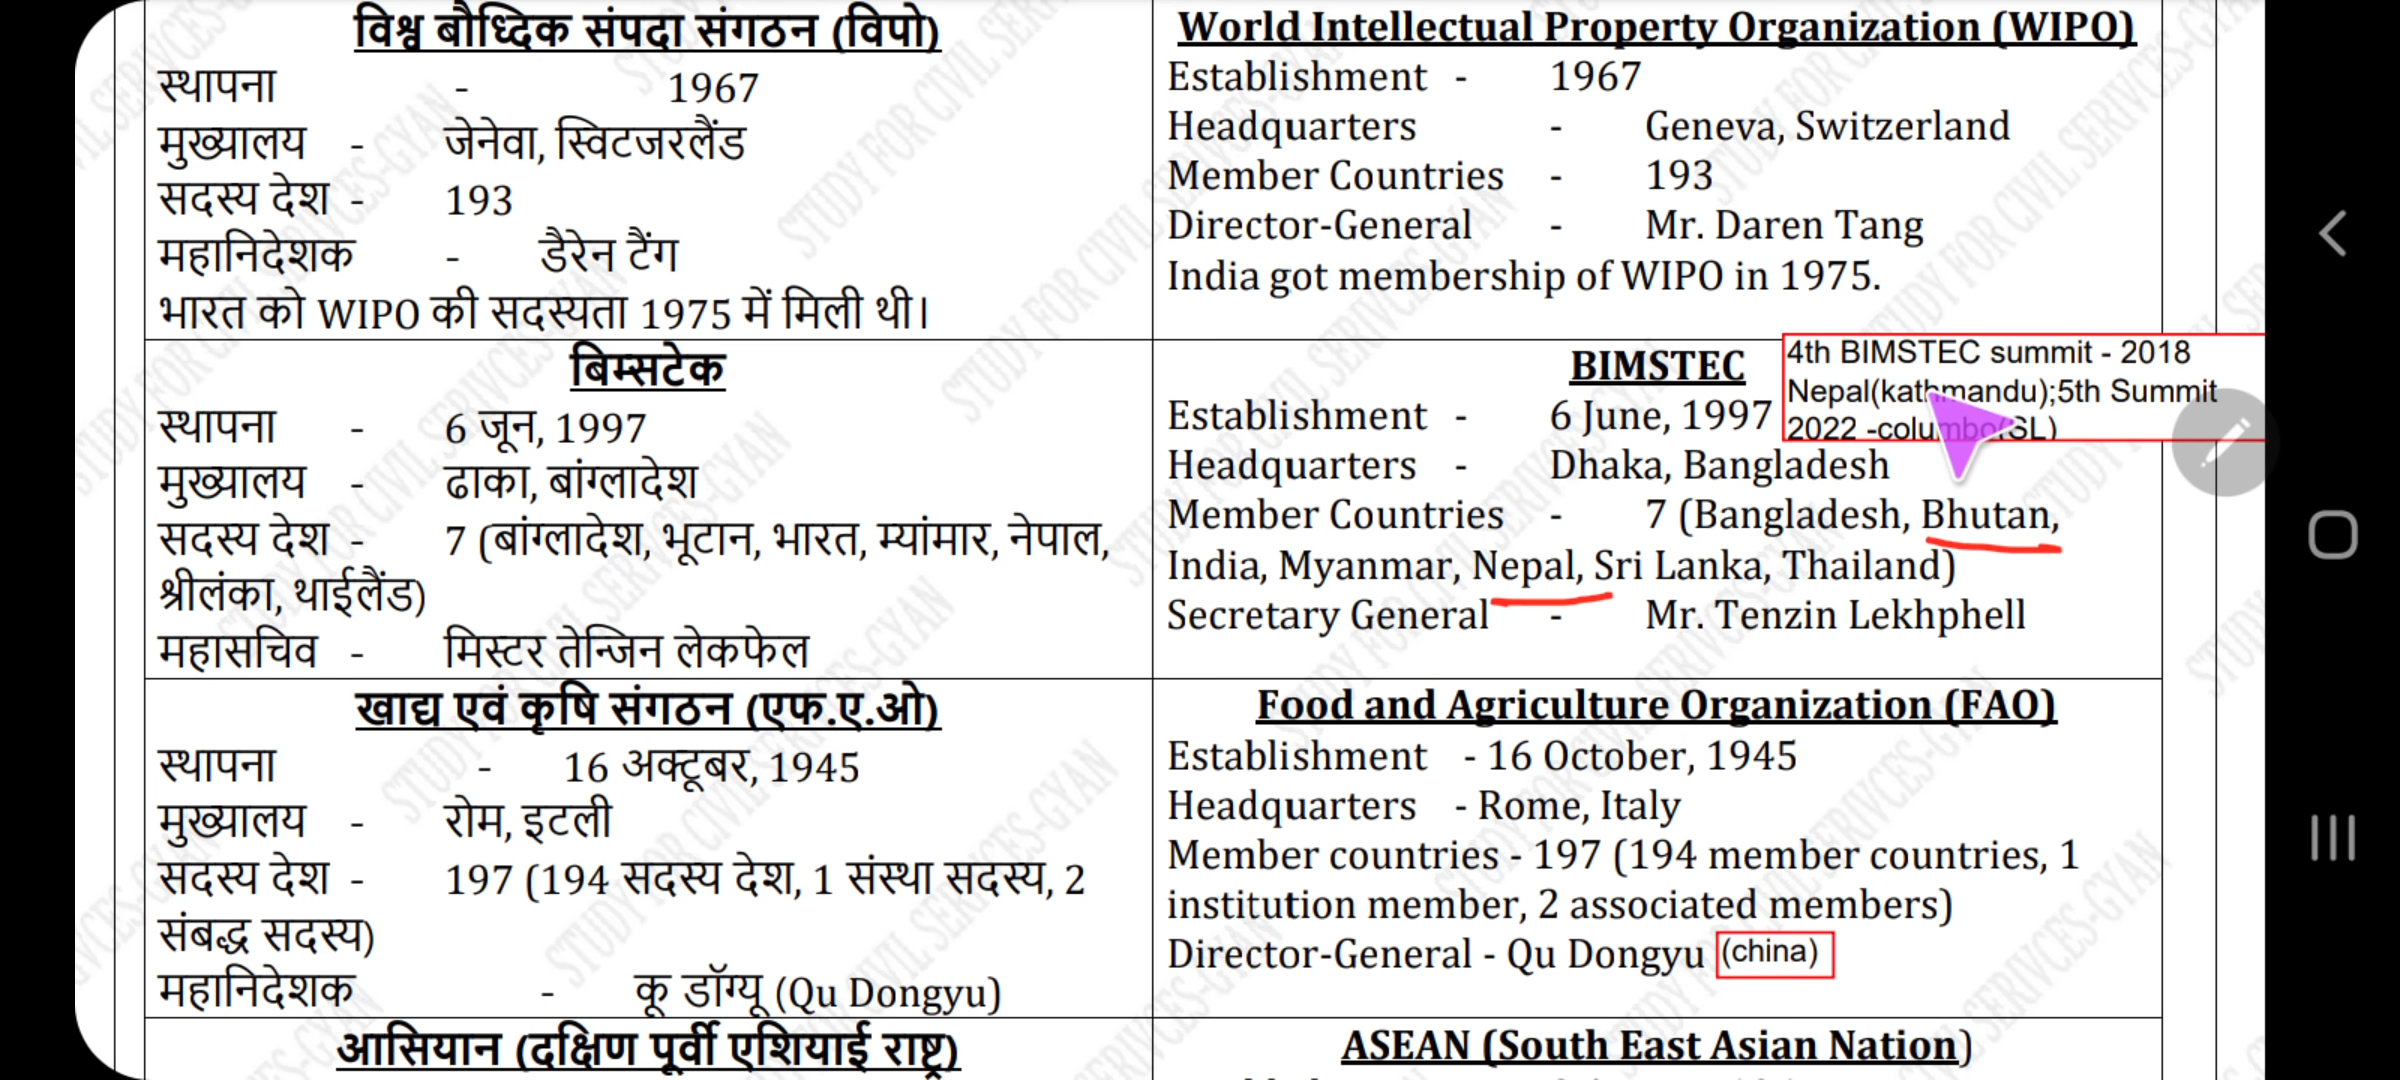 विश्व बौध्दिक संपदा संगठन (विपो)
स्थापना - 1967
मुख्यालय - जेनेवा, स्विटजरलैंड
सदस्य देश - 193
महानिदेशक - डैरेन टैंग
भारत को WIPO की सदस्यता 1975 में मिली थी।
World Intellectual Property Organization (WIPO)
Establishment - 1967
Headquarters - Geneva, Switzerland
Member Countries - 193
Director-General - Mr. Daren Tang
India got membership of WIPO in 1975.
बिम्सटेक
स्थापना - 6 जून, 1997
मुख्यालय - ढाका, बांग्लादेश
सदस्य देश - 7 (बांग्लादेश, भूटान, भारत, म्यांमार, नेपाल,
श्रीलंका, थाईलैंड)
महासचिव - मिस्टर तेन्जिन लेकफेल
BIMSTEC
4th BIMSTEC summit - 2018
Nepal(kathmandu);5th Summit
2022 -columbo(SL)
Establishment - 6 June, 1997
Headquarters - Dhaka, Bangladesh
Member Countries - 7 (Bangladesh, Bhutan,
India, Myanmar, Nepal, Sri Lanka, Thailand)
Secretary General - Mr. Tenzin Lekhphell
खाद्य एवं कृषि संगठन (एफ.ए.ओ)
स्थापना - 16 अक्टूबर, 1945
मुख्यालय - रोम, इटली
सदस्य देश - 197 (194 सदस्य देश, 1 संस्था सदस्य, 2
संबद्ध सदस्य)
महानिदेशक - कू डॉग्यू (Qu Dongyu)
Food and Agriculture Organization (FAO)
Establishment - 16 October, 1945
Headquarters - Rome, Italy
Member countries - 197 (194 member countries, 1
institution member, 2 associated members)
Director-General - Qu Dongyu (china)
आसियान (दक्षिण पूर्वी एशियाई राष्ट्र)
ASEAN (South East Asian Nation)
STUDY FOR CIVIL SERIVCES-GYAN